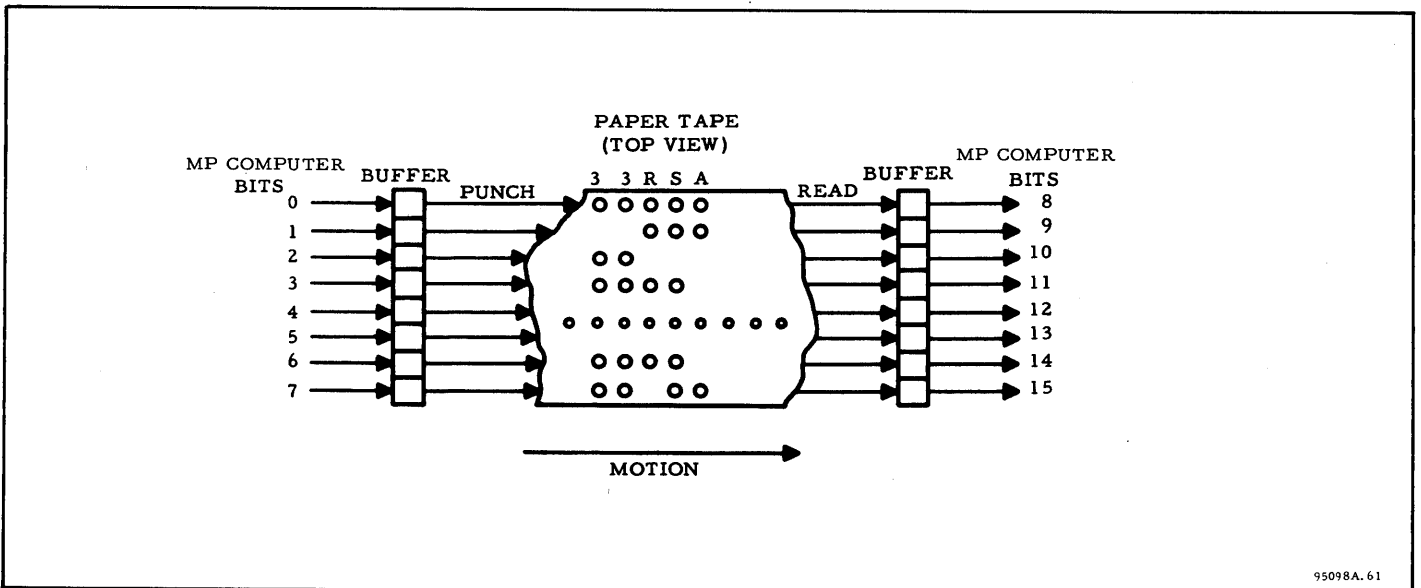 PAPER TAPE
(TOP VIEW)
MP COMPUTER
BITS
BUFFER
PUNCH
3 3 R S A
READ
BUFFER
MP COMPUTER
BITS
0
1
2
3
4
5
6
7
8
9
10
11
12
13
14
15
MOTION
95098A.61